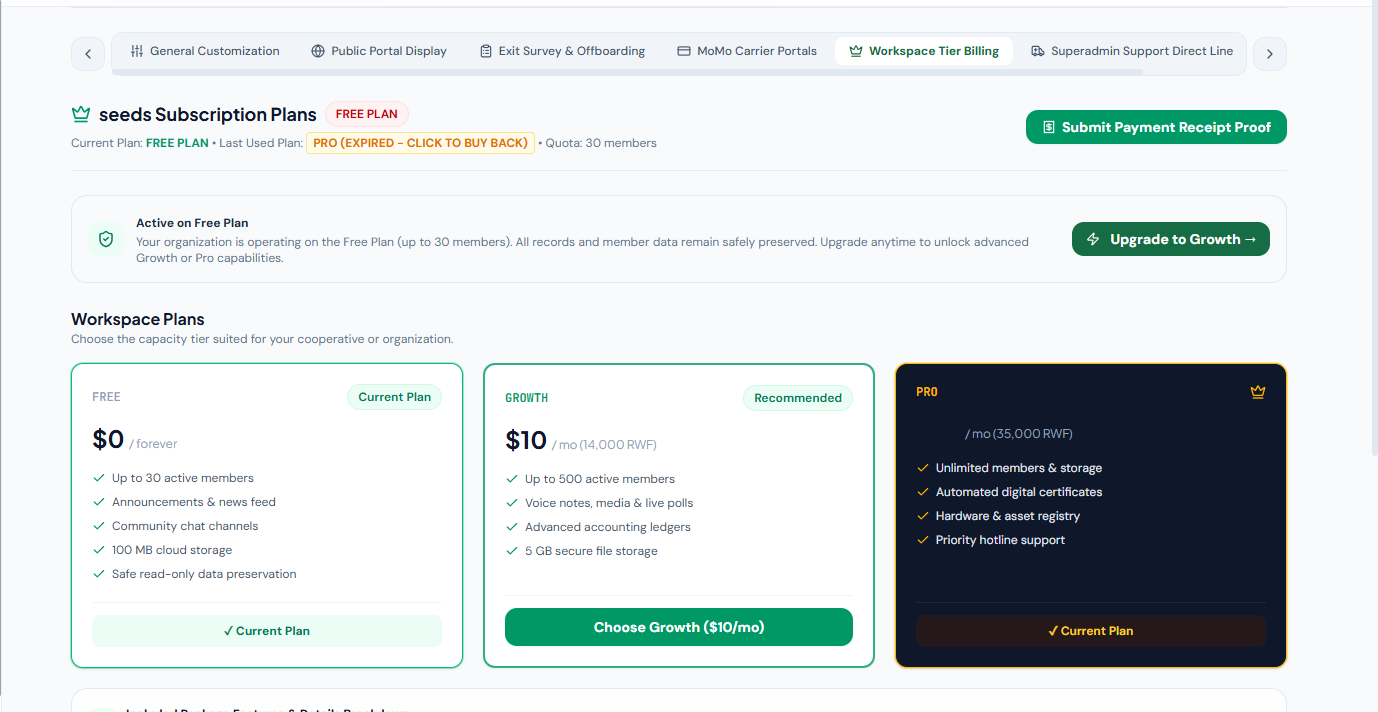 General Customization
Public Portal Display
Exit Survey & Offboarding
MoMo Carrier Portals
Workspace Tier Billing
Superadmin Support Direct Line
seeds Subscription Plans
FREE PLAN
Current Plan: FREE PLAN • Last Used Plan: PRO (EXPIRED - CLICK TO BUY BACK) • Quota: 30 members
Submit Payment Receipt Proof
Active on Free Plan
Your organization is operating on the Free Plan (up to 30 members). All records and member data remain safely preserved. Upgrade anytime to unlock advanced
Growth or Pro capabilities.
Upgrade to Growth →
Workspace Plans
Choose the capacity tier suited for your cooperative or organization.
FREE
Current Plan
$0 / forever
Up to 30 active members
Announcements & news feed
Community chat channels
100 MB cloud storage
Safe read-only data preservation
✓ Current Plan
GROWTH
Recommended
$10 / mo (14,000 RWF)
Up to 500 active members
Voice notes, media & live polls
Advanced accounting ledgers
5 GB secure file storage
Choose Growth ($10/mo)
PRO
/ mo (35,000 RWF)
Unlimited members & storage
Automated digital certificates
Hardware & asset registry
Priority hotline support
✓ Current Plan